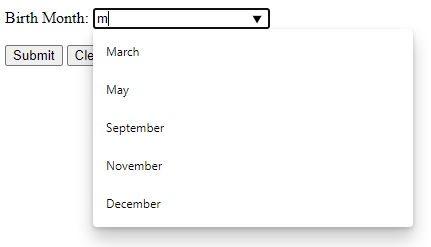 Birth Month: m
March
Submit Cle
May
September
November
December